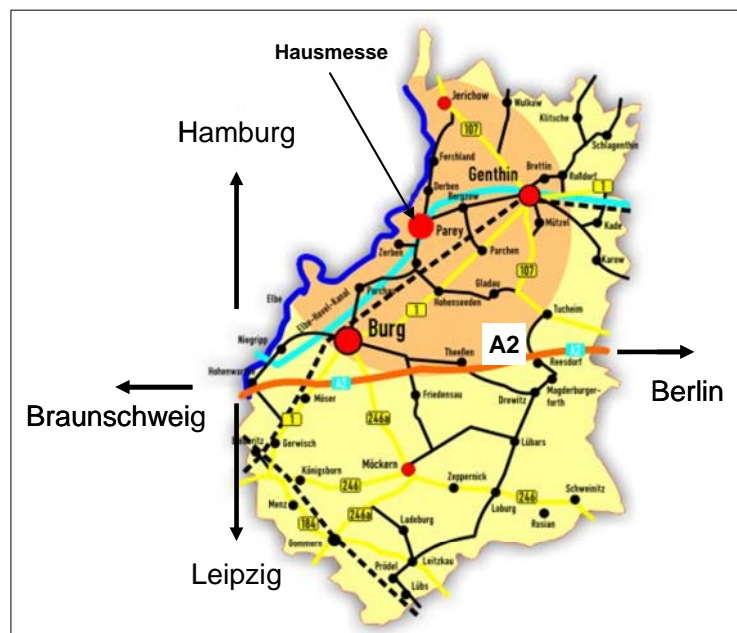 Hausmesse
Hamburg
Jerichow
Wulkow
Klitsche
107
Schlagenthin
Ferchland
Brettin
Genthin
Roßdorf
Derben
Bergzow
1
Parey
Mützel
Kade
Zerben
Parchen
Karow
107
Gladau
Elbe
Elbe-Havel-Kanal
Parchau
Hohenseeden
1
Tucheim
Niegripp
Burg
A2
A2
Theeßen
Reesdorf
Berlin
Hohenwarthe
A2
Braunschweig
Möser
Friedensau
Drewitz
Magderburger-
forth
1
246a
Gerwisch
Lübars
Möckern
Königsborn
246
Zeppernick
246
Schweinitz
Menz
Loburg
184
246a
Ladeburg
Rosian
Gommern
Leitzkau
Leipzig
Prödel
Lübs